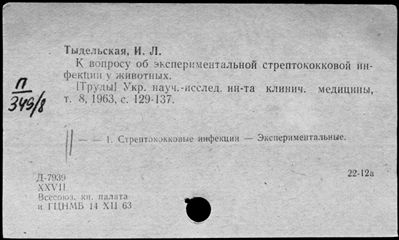 Тыдельская, И. Л.
К вопросу об экспериментальной стрептококковой ин-
фекции у животных.
[Труды] Укр. науч.-исслед. ин-та клинич. медицины,
т. 8, 1963, с. 129-137.
П
349/8
— — 1. Стрептококковые инфекции — Экспериментальные.
Д-7939
22-12а
XXVII
Всесоюз. кн. палата
и ГЦНМБ 14 XII 63